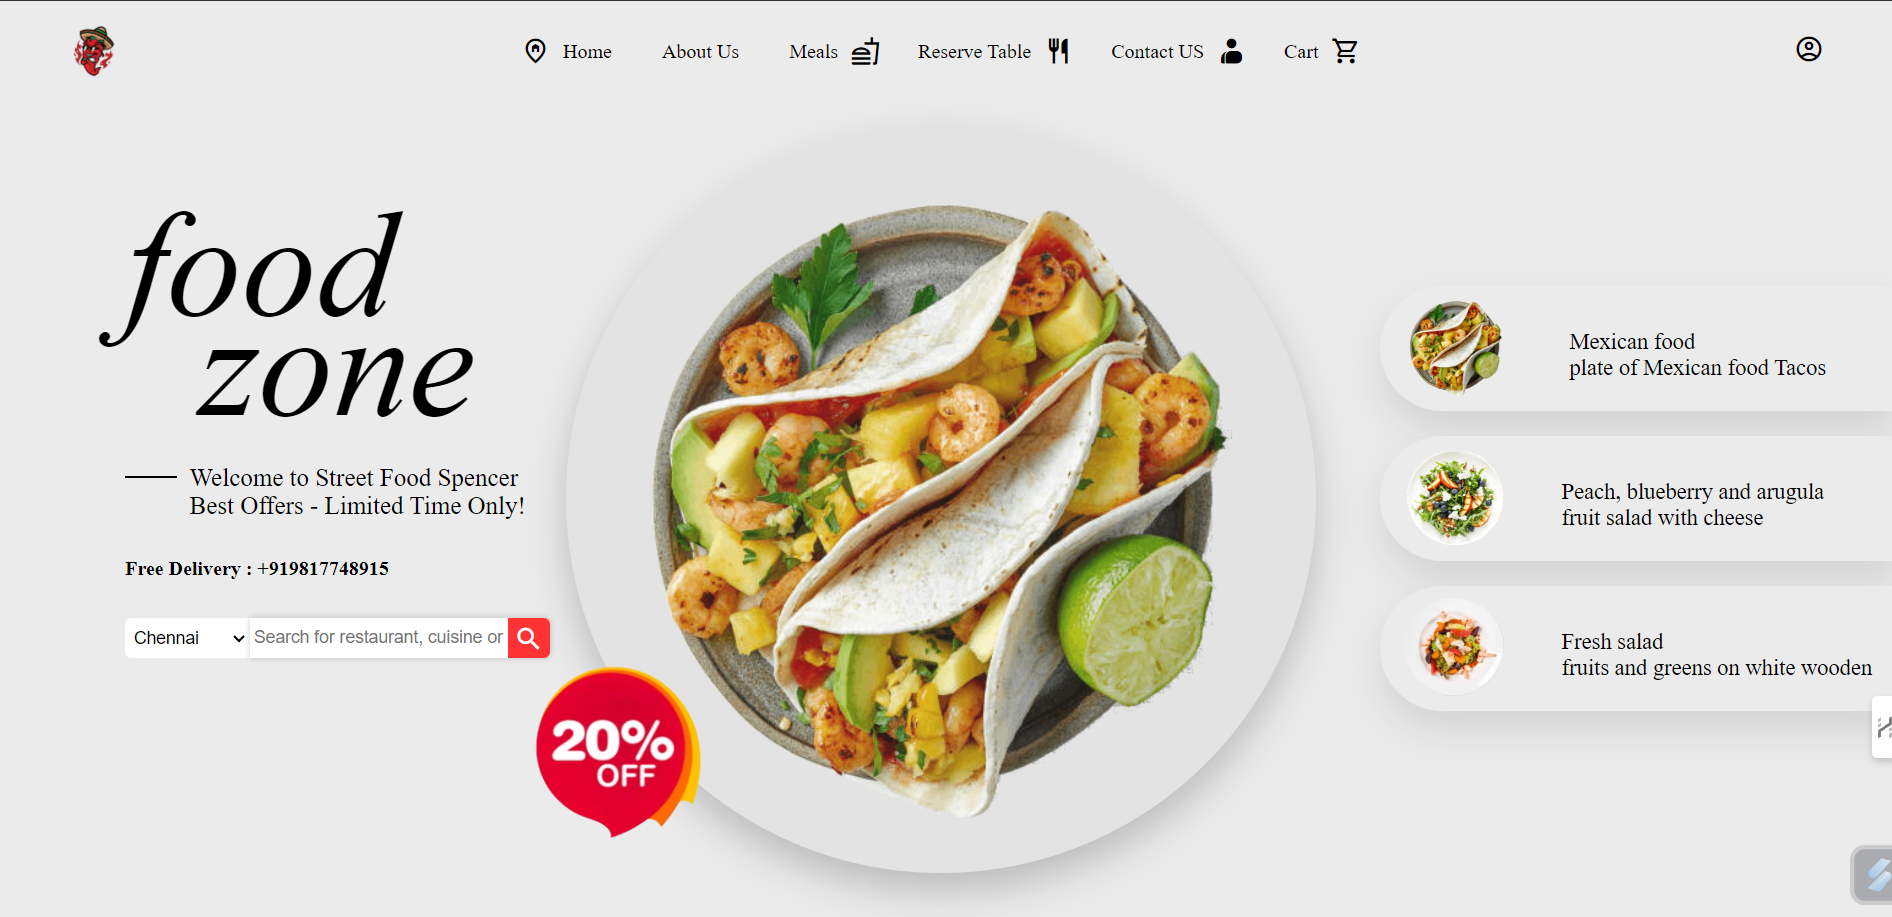 Home
About Us
Meals
Reserve Table
Contact US
Cart
food
zone
Welcome to Street Food Spencer
Best Offers - Limited Time Only!
Free Delivery : +919817748915
Chennai
Search for restaurant, cuisine or
20%
OFF
Mexican food
plate of Mexican food Tacos
Peach, blueberry and arugula
fruit salad with cheese
Fresh salad
fruits and greens on white wooden